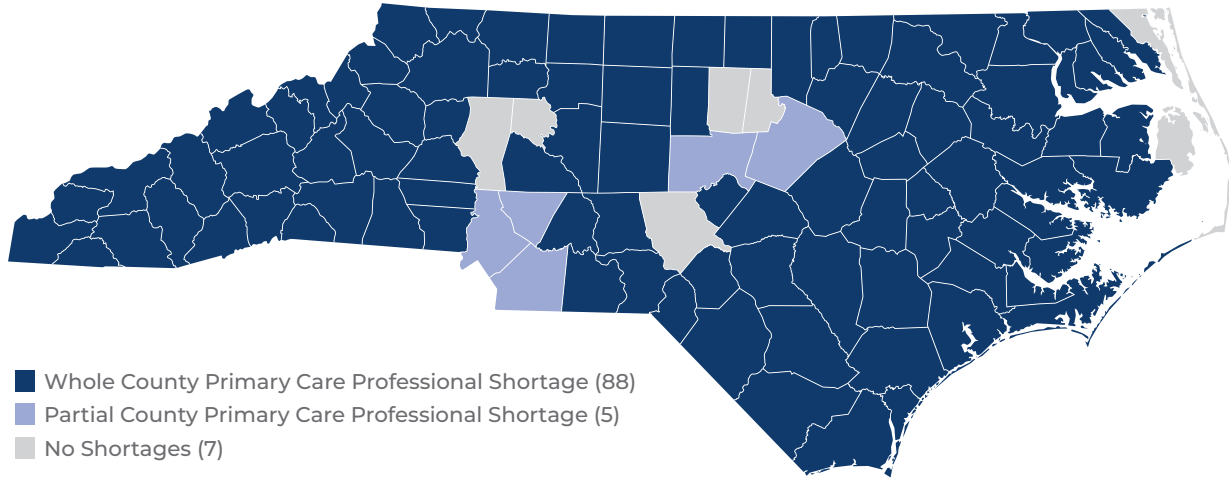 Whole County Primary Care Professional Shortage (88)
Partial County Primary Care Professional Shortage (5)
No Shortages (7)